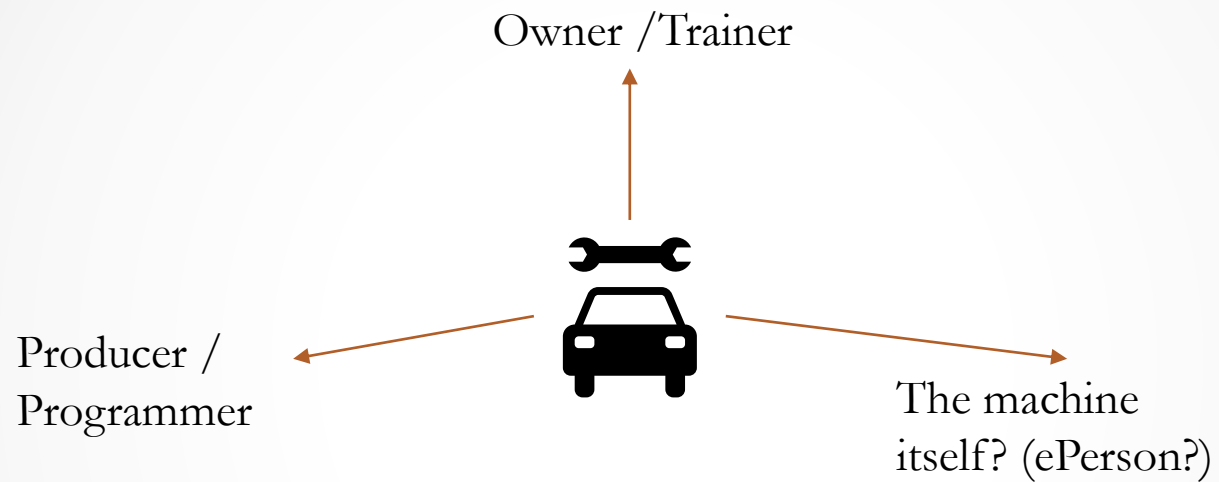 Owner /Trainer
Producer /
Programmer
The machine
itself? (ePerson?)